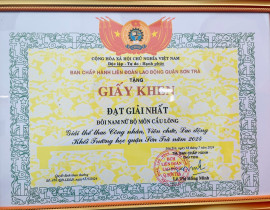 CỘNG HÒA XÃ HỘI CHỦ NGHĨA VIỆT NAM
Độc lập - Tự do - Hạnh phúc
BAN CHẤP HÀNH LIÊN ĐOÀN LAO ĐỘNG QUẬN SƠN TRÀ
TẶNG
GIẤY KHEN
ĐẠT GIẢI NHẤT
ĐÔI NAM NỮ BỘ MÔN CẦU LÔNG
Giải thể thao Công nhân, Viên chức, Lao động
Khối Trường học quận Sơn Trà năm 2024